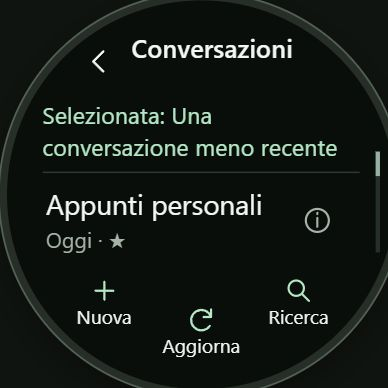 Conversazioni
Selezionata: Una
conversazione meno recente
Appunti personali
Oggi · ★
Nuova
Aggiorna
Ricerca